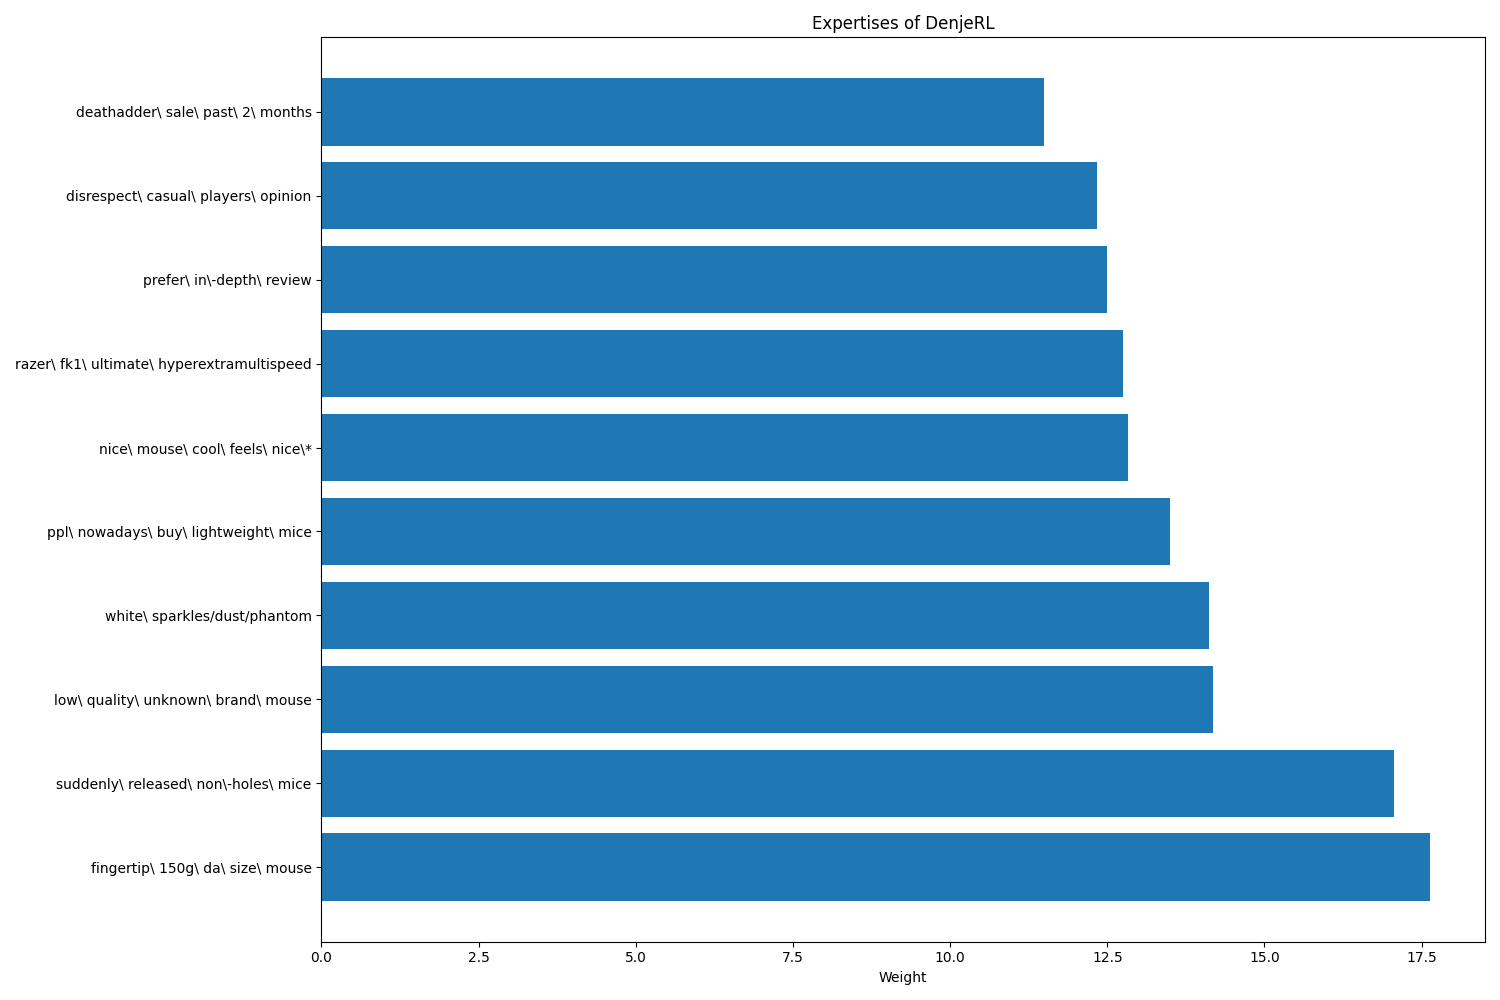 Expertises of DenjeRL
deathadder\ sale\ past\ 2\ months
disrespect\ casual\ players\ opinion
prefer\ in\-depth\ review
razer\ fk1\ ultimate\ hyperextramultispeed
nice\ mouse\ cool\ feels\ nice\*
ppl\ nowadays\ buy\ lightweight\ mice
white\ sparkles/dust/phantom
low\ quality\ unknown\ brand\ mouse
suddenly\ released\ non\-holes\ mice
fingertip\ 150g\ da\ size\ mouse
0.0 2.5 5.0 7.5 10.0 12.5 15.0 17.5
Weight